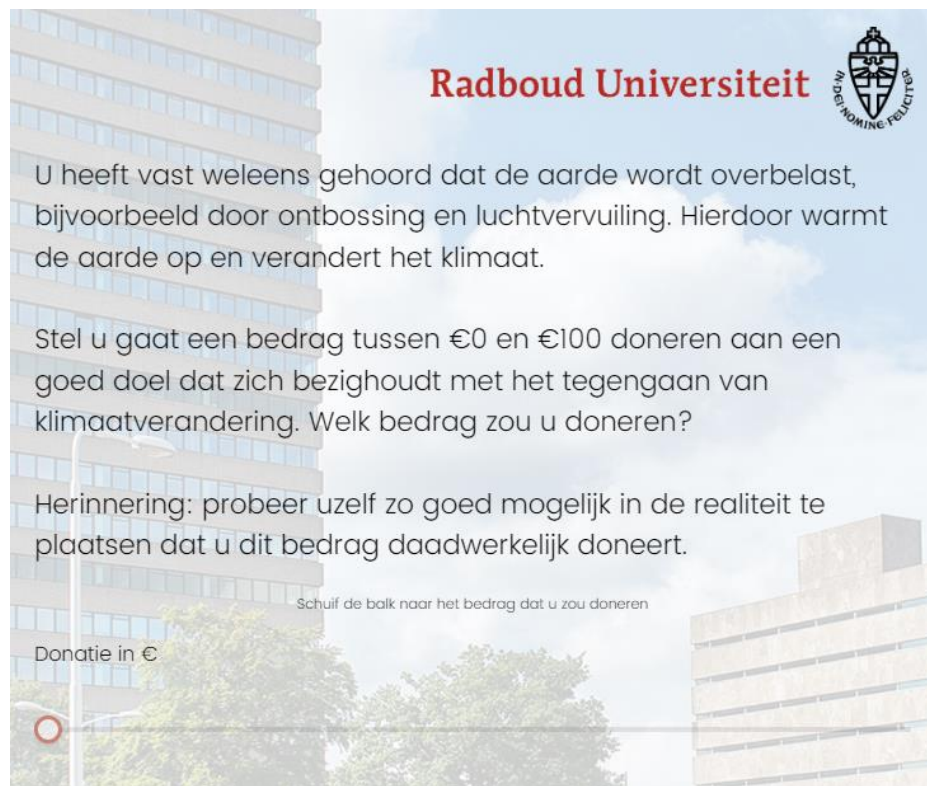 Radboud Universiteit
IN·DEI·NOMINE·FELICITER
U heeft vast weleens gehoord dat de aarde wordt overbelast,
bijvoorbeeld door ontbossing en luchtvervuiling. Hierdoor warmt
de aarde op en verandert het klimaat.
Stel u gaat een bedrag tussen €0 en €100 doneren aan een
goed doel dat zich bezighoudt met het tegengaan van
klimaatverandering. Welk bedrag zou u doneren?
Herinnering: probeer uzelf zo goed mogelijk in de realiteit te
plaatsen dat u dit bedrag daadwerkelijk doneert.
Schuif de balk naar het bedrag dat u zou doneren
Donatie in €